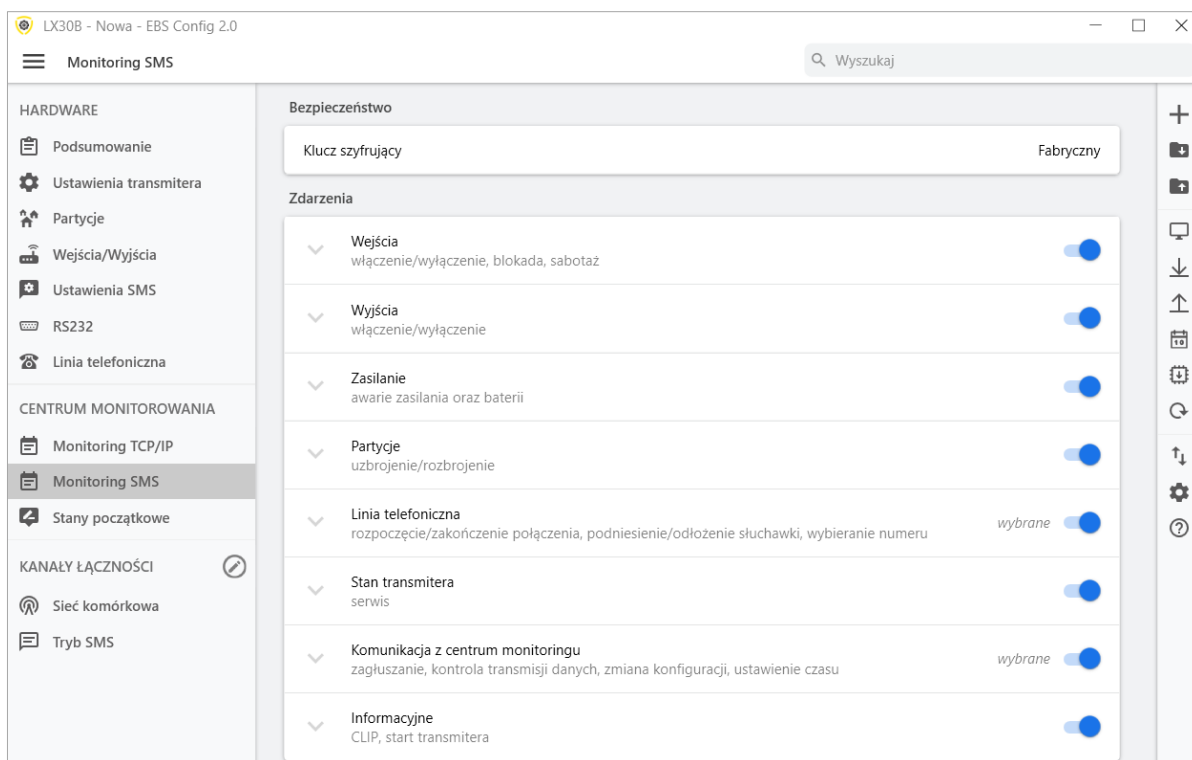 LX30B - Nowa - EBS Config 2.0
Monitoring SMS
Wyszukaj
HARDWARE
Podsumowanie
Ustawienia transmitera
Partycje
Wejścia/Wyjścia
Ustawienia SMS
RS232
Linia telefoniczna
CENTRUM MONITOROWANIA
Monitoring TCP/IP
Monitoring SMS
Stany początkowe
KANAŁY ŁĄCZNOŚCI
Sieć komórkowa
Tryb SMS
Bezpieczeństwo
Klucz szyfrujący Fabryczny
Zdarzenia
Wejścia
włączenie/wyłączenie, blokada, sabotaż
Wyjścia
włączenie/wyłączenie
Zasilanie
awarie zasilania oraz baterii
Partycje
uzbrojenie/rozbrojenie
Linia telefoniczna
rozpoczęcie/zakończenie połączenia, podniesienie/odłożenie słuchawki, wybieranie numeru
wybrane
Stan transmitera
serwis
Komunikacja z centrum monitoringu
zagłuszanie, kontrola transmisji danych, zmiana konfiguracji, ustawienie czasu
wybrane
Informacyjne
CLIP, start transmitera
10